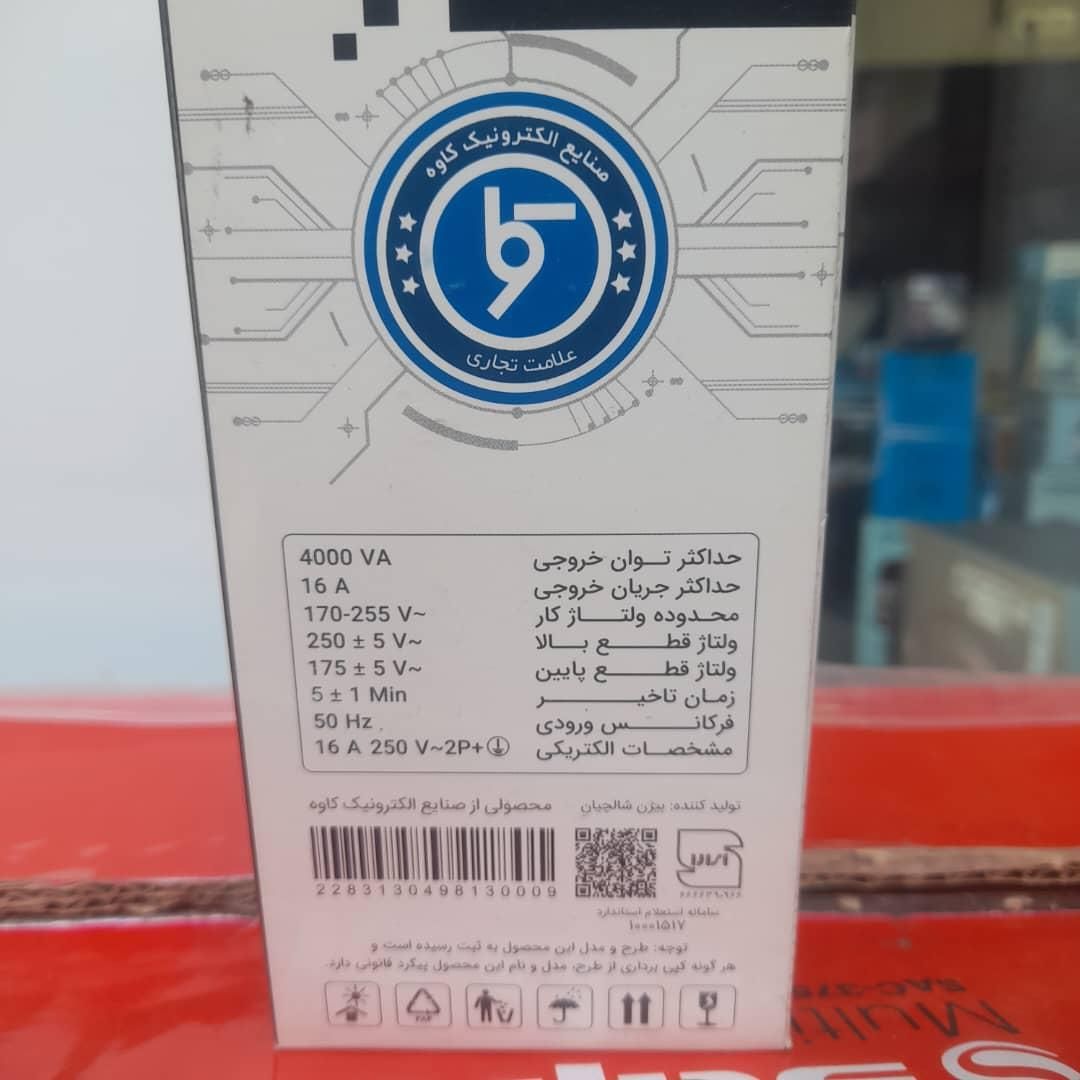 صنایع الکترونیک کاوه
علامت تجاری
حداکثر توان خروجی 4000 VA
حداکثر جریان خروجی 16 A
محدوده ولتاژ کار 170-255 V~
ولتاژ قطع بالا 250 ± 5 V~
ولتاژ قطع پایین 175 ± 5 V~
زمان تاخیر 5 ± 1 Min
فرکانس ورودی 50 Hz
مشخصات الکتریکی 16 A 250 V~2P+
تولید کننده: بیژن شالچیان
محصولی از صنایع الکترونیک کاوه
2283130498130009
سامانه استعلام استاندارد
۱۰۰۰۱۵۱۷
توجه: طرح و مدل این محصول به ثبت رسیده است و
هر گونه کپی برداری از طرح، مدل و نام این محصول پیگرد قانونی دارد.
PAP
Multi